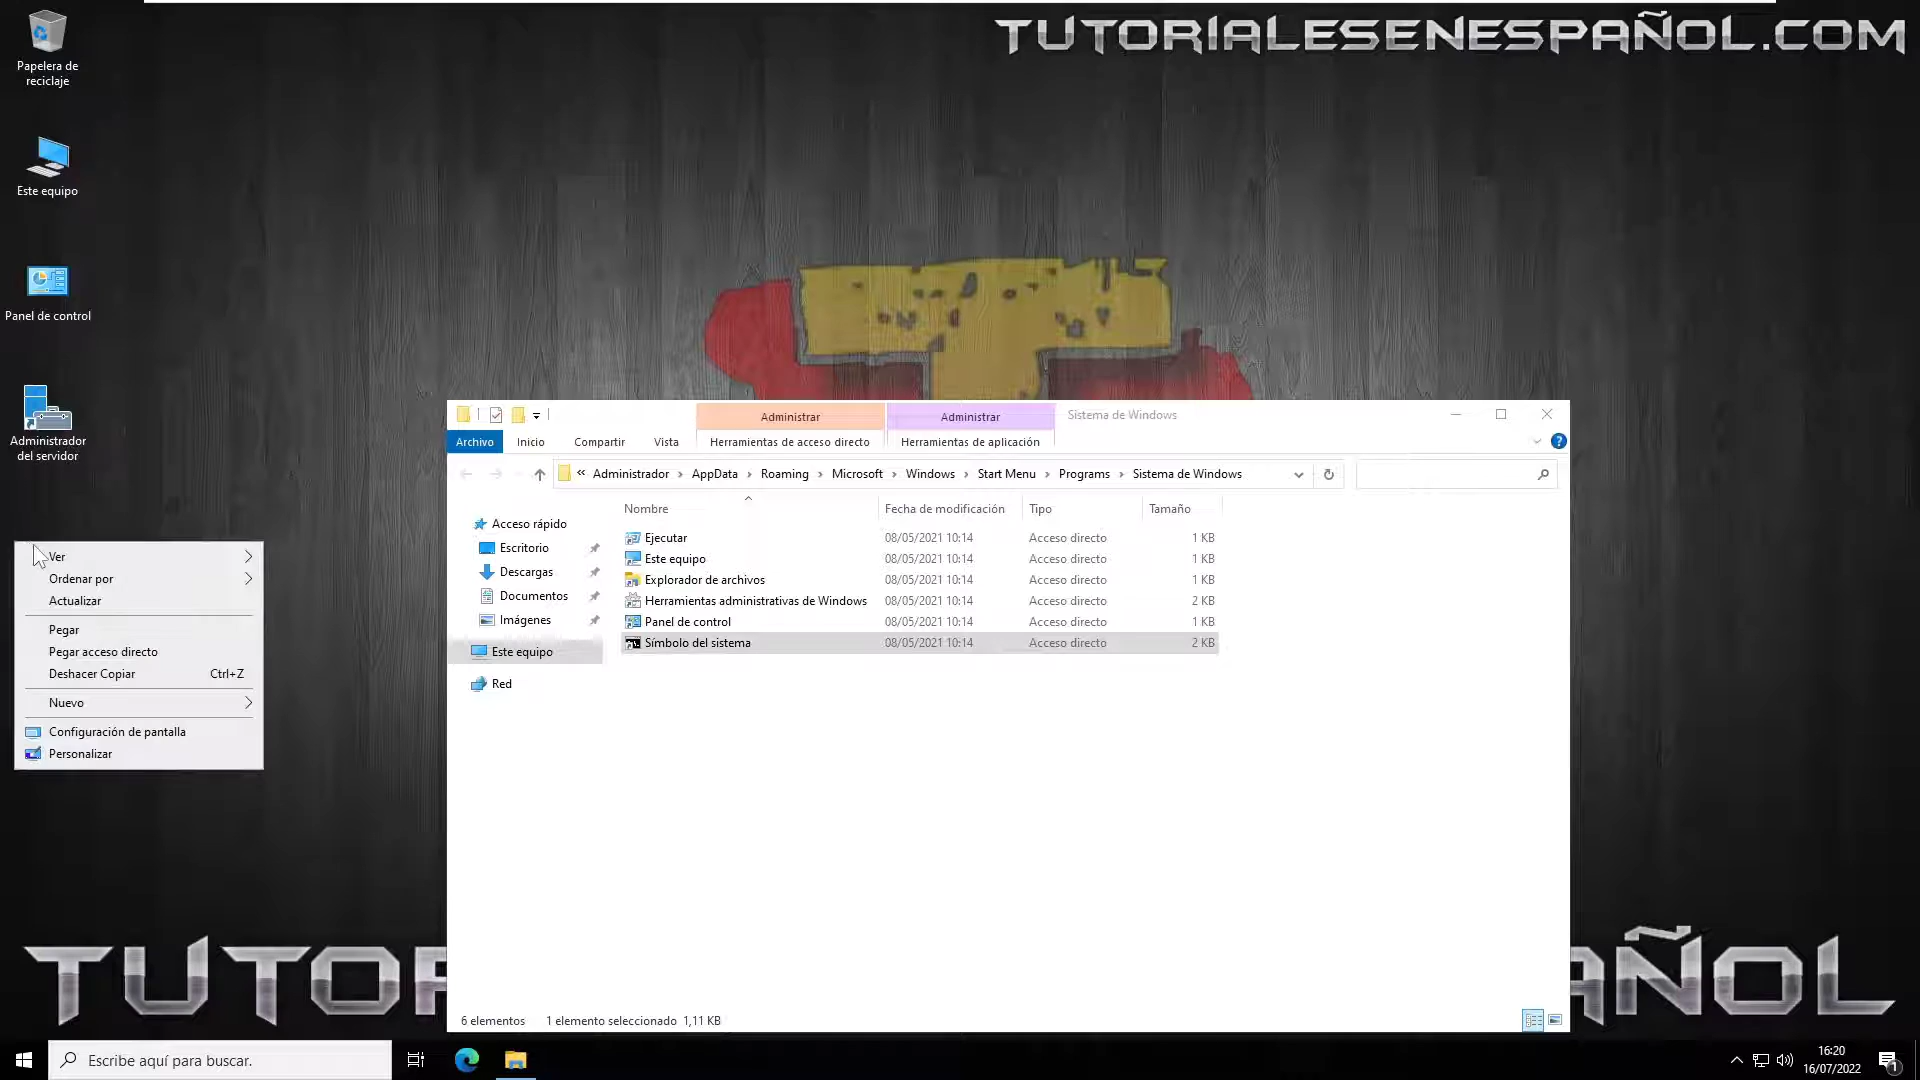 TUTORIALESENESPAÑOL.COM
Papelera de
reciclaje
Este equipo
Panel de control
Administrador
del servidor
Ver
Ordenar por
Actualizar
Pegar
Pegar acceso directo
Deshacer Copiar Ctrl+Z
Nuevo
Configuración de pantalla
Personalizar
Administrar Administrar Sistema de Windows
Archivo Inicio Compartir Vista Herramientas de acceso directo Herramientas de aplicación ?
« Administrador › AppData › Roaming › Microsoft › Windows › Start Menu › Programs › Sistema de Windows
Nombre Fecha de modificación Tipo Tamaño
Acceso rápido
Escritorio
Descargas
Documentos
Imágenes
Este equipo
Red
Ejecutar 08/05/2021 10:14 Acceso directo 1 KB
Este equipo 08/05/2021 10:14 Acceso directo 1 KB
Explorador de archivos 08/05/2021 10:14 Acceso directo 1 KB
Herramientas administrativas de Windows 08/05/2021 10:14 Acceso directo 2 KB
Panel de control 08/05/2021 10:14 Acceso directo 1 KB
Símbolo del sistema 08/05/2021 10:14 Acceso directo 2 KB
6 elementos 1 elemento seleccionado 1,11 KB
TUTOR AÑOL
Escribe aquí para buscar.
16:20
16/07/2022
1